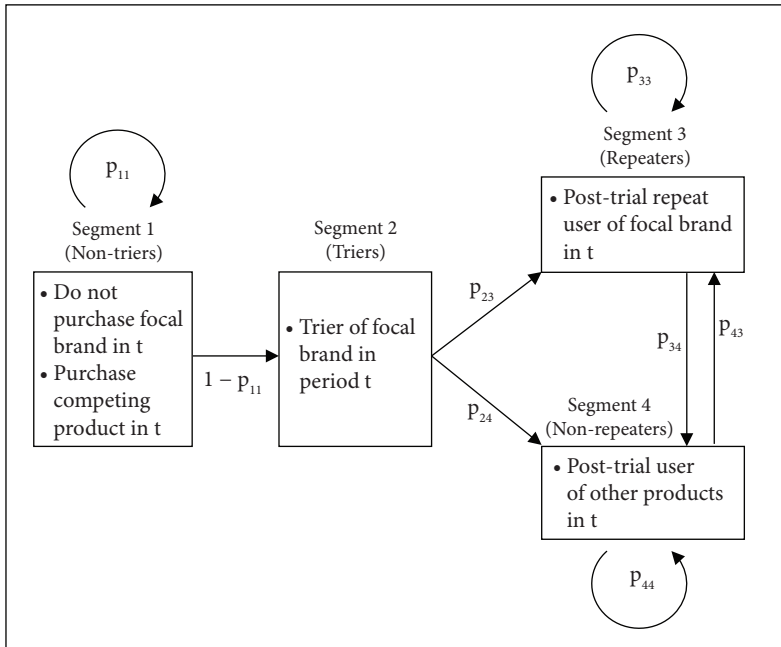 p₁₁
Segment 1
(Non-triers)
• Do not
purchase focal
brand in t
• Purchase
competing
product in t
1 − p₁₁
Segment 2
(Triers)
• Trier of focal
brand in
period t
p₂₃
p₂₄
p₃₃
Segment 3
(Repeaters)
• Post-trial repeat
user of focal brand
in t
p₃₄
p₄₃
Segment 4
(Non-repeaters)
• Post-trial user
of other products
in t
p₄₄